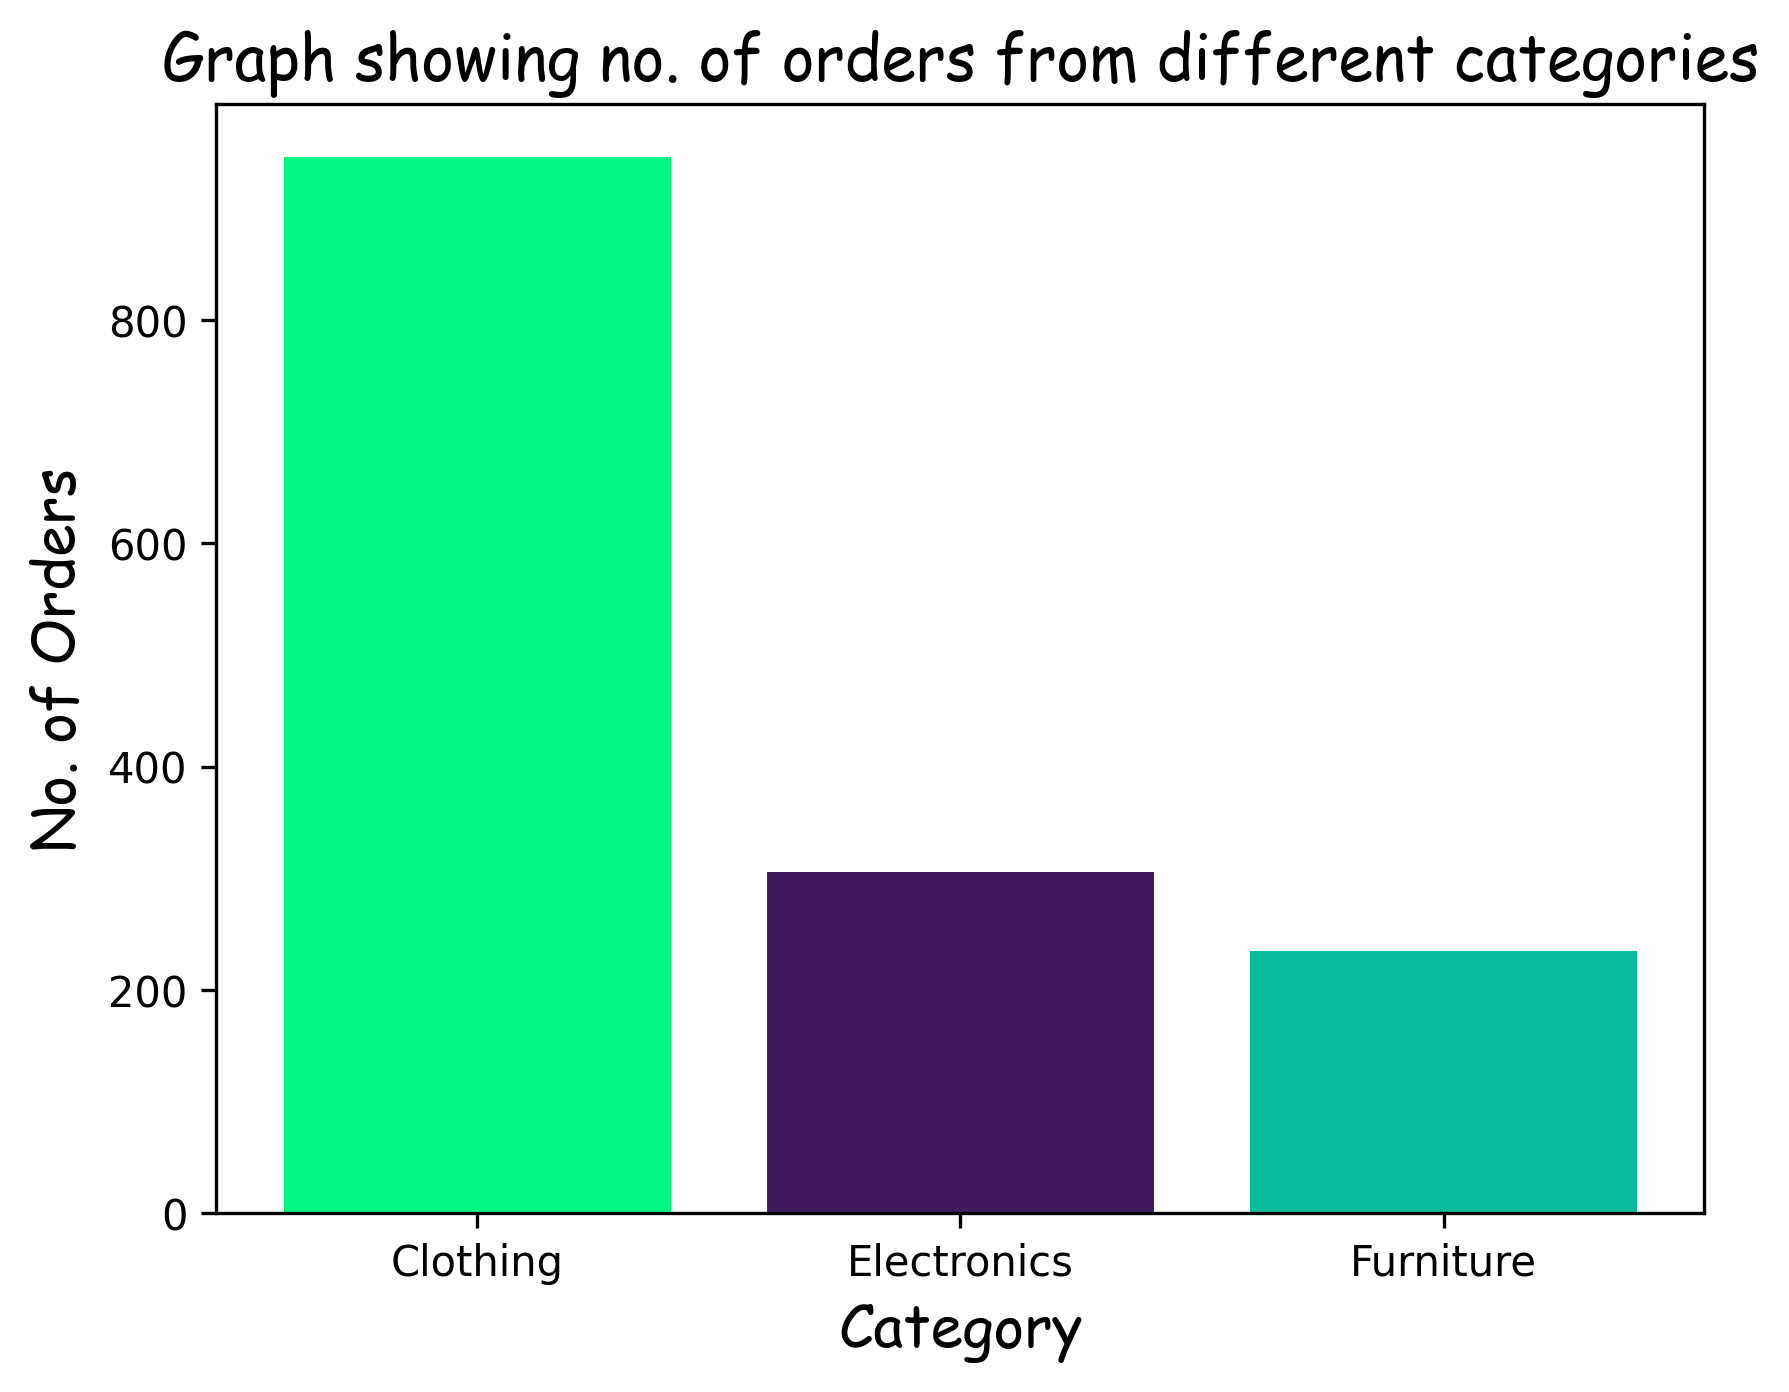 Graph showing no. of orders from different categories
800
600
400
200
0
No. of Orders
Clothing
Electronics
Furniture
Category